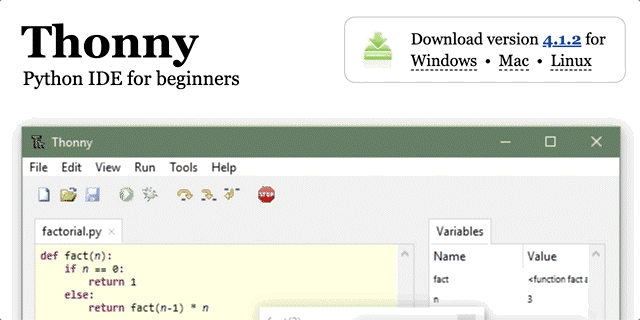 Thonny
Python IDE for beginners
Download version 4.1.2 for
Windows • Mac • Linux
Thonny
File Edit View Run Tools Help
STOP
factorial.py
Variables
def fact(n):
Name Value
if n == 0:
fact <function fact a
return 1
n 3
else:
return fact(n-1) * n